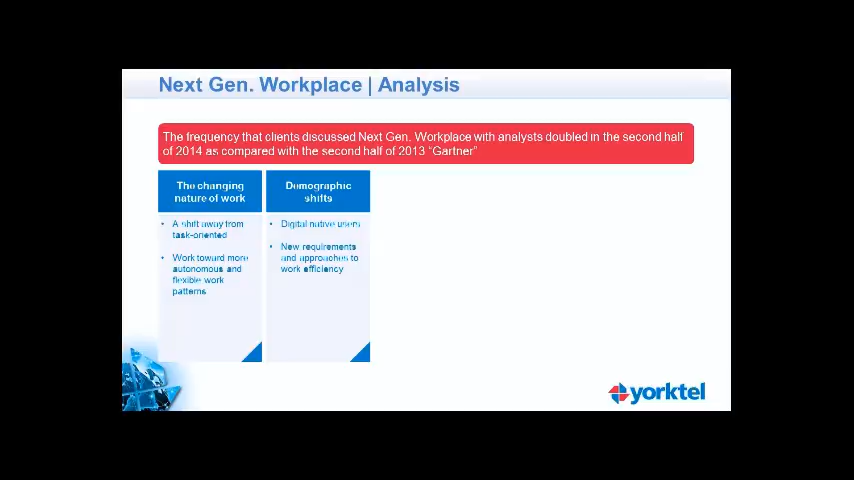 Next Gen. Workplace | Analysis
The frequency that clients discussed Next Gen. Workplace with analysts doubled in the second half
of 2014 as compared with the second half of 2013 “Gartner”
The changing
nature of work
• A shift away from
task-oriented
• Work toward more
autonomous and
flexible work
patterns
Demographic
shifts
• Digital native users
• New requirements
and approaches to
work efficiency
yorktel